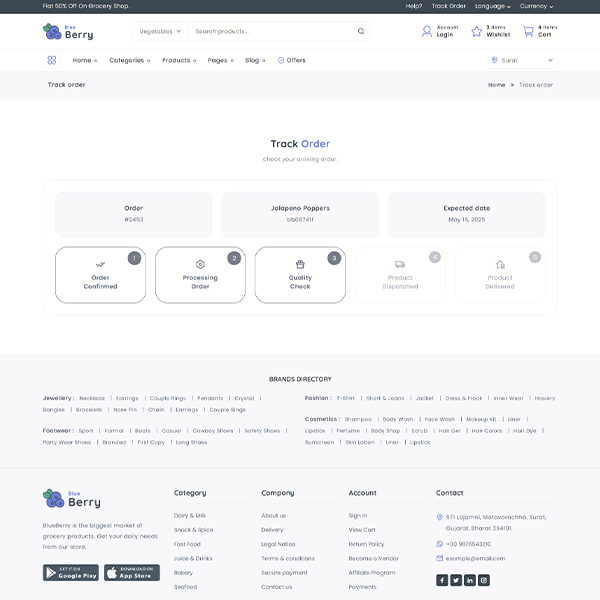 Flat 50% Off On Grocery Shop.
Help? Track Order Language Currency
Blue
Berry
Vegetables Search products...
Account
Login
3 Items
Wishlist
4 Items
Cart
Home Categories Products Pages Blog Offers
Surat
Track order
Home » Track order
Track Order
Check your arriving order.
Order
#2453
Jalapeno Poppers
Expected date
May 15, 2025
1
Order
Confirmed
2
Processing
Order
3
Quality
Check
4
Product
Dispatched
5
Product
Delivered
BRANDS DIRECTORY
Jewellery : Necklace | Earrings | Couple Rings | Pendants | Crystal |
Bangles | Bracelets | Nose Pin | Chain | Earrings | Couple Rings
Footwear : Sport | Formal | Boots | Casual | Cowboy Shoes | Safety Shoes |
Party Wear Shoes | Branded | First Copy | Long Shoes
Fashion : T-Shirt | Short & Jeans | Jacket | Dress & Frock | Inner Wear | Hosiery
Cosmetics : Shampoo | Body Wash | Face Wash | Makeup Kit | Liner |
Lipstick | Perfume | Body Shop | Scrub | Hair Gel | Hair Colors | Hair Dye |
Sunscreen | Skin Lotion | Liner | Lipstick
Blue
Berry
BlueBerry is the biggest market of
grocery products. Get your daily needs
from our store.
GET IT ON
Google Play
DOWNLOAD ON
App Store
Category
Dairy & Milk
Snack & Spice
Fast Food
Juice & Drinks
Bakery
Seafood
Company
About us
Delivery
Legal Notice
Terms & conditions
Secure payment
Contact us
Account
Sign In
View Cart
Return Policy
Become a Vendor
Affiliate Program
Payments
Contact
971 Lajamni, Motavarachha, Surat,
Gujarat, Bharat 394101.
+00 9876543210
example@email.com